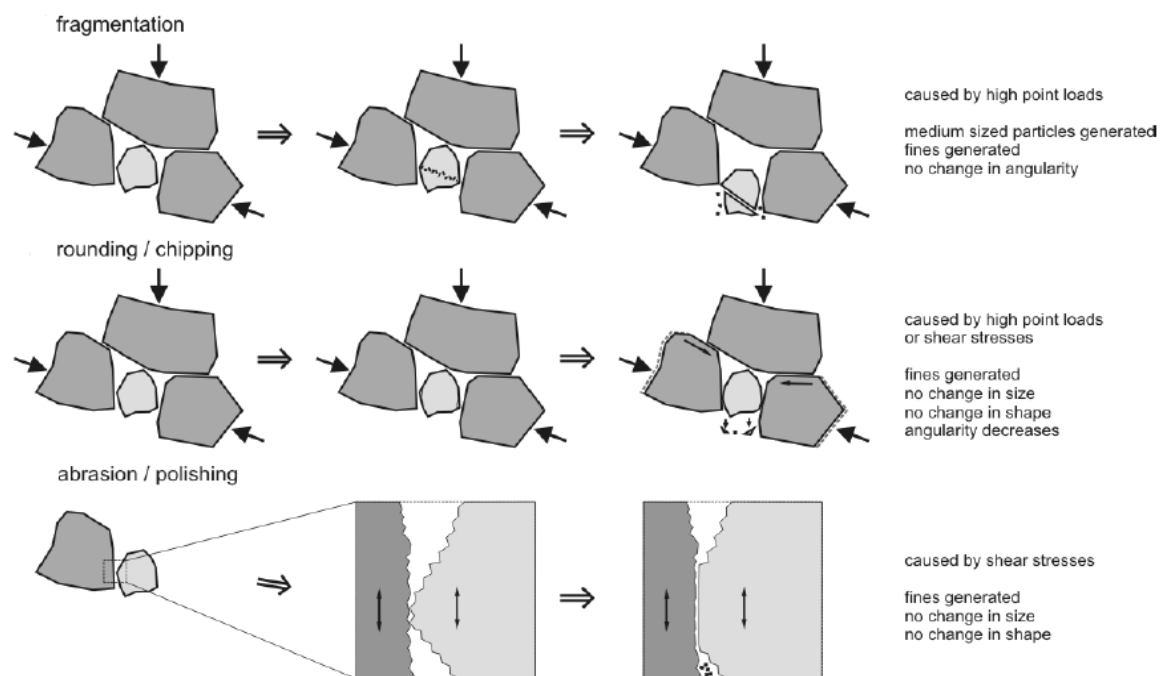 fragmentation
caused by high point loads
medium sized particles generated
fines generated
no change in angularity
rounding / chipping
caused by high point loads
or shear stresses
fines generated
no change in size
no change in shape
angularity decreases
abrasion / polishing
caused by shear stresses
fines generated
no change in size
no change in shape